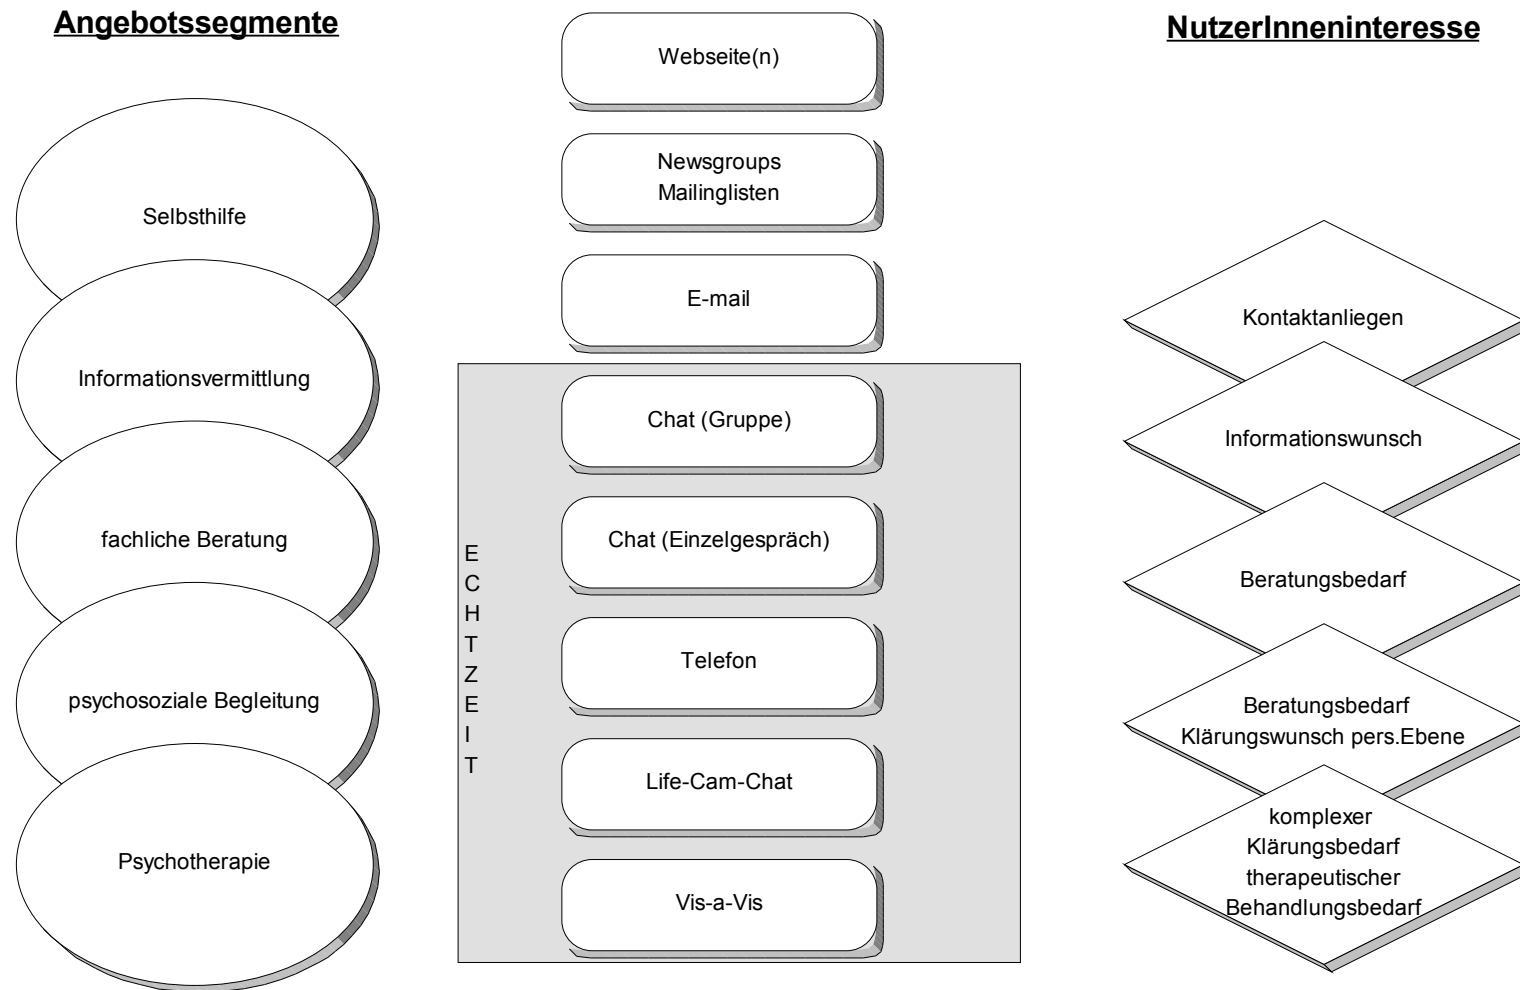 Angebotssegmente
Selbsthilfe
Informationsvermittlung
fachliche Beratung
psychosoziale Begleitung
Psychotherapie
Webseite(n)
Newsgroups
Mailinglisten
E-mail
ECHTZEIT
Chat (Gruppe)
Chat (Einzelgespräch)
Telefon
Life-Cam-Chat
Vis-a-Vis
NutzerInneninteresse
Kontaktanliegen
Informationswunsch
Beratungsbedarf
Beratungsbedarf
Klärungswunsch pers.Ebene
komplexer
Klärungsbedarf
therapeutischer
Behandlungsbedarf